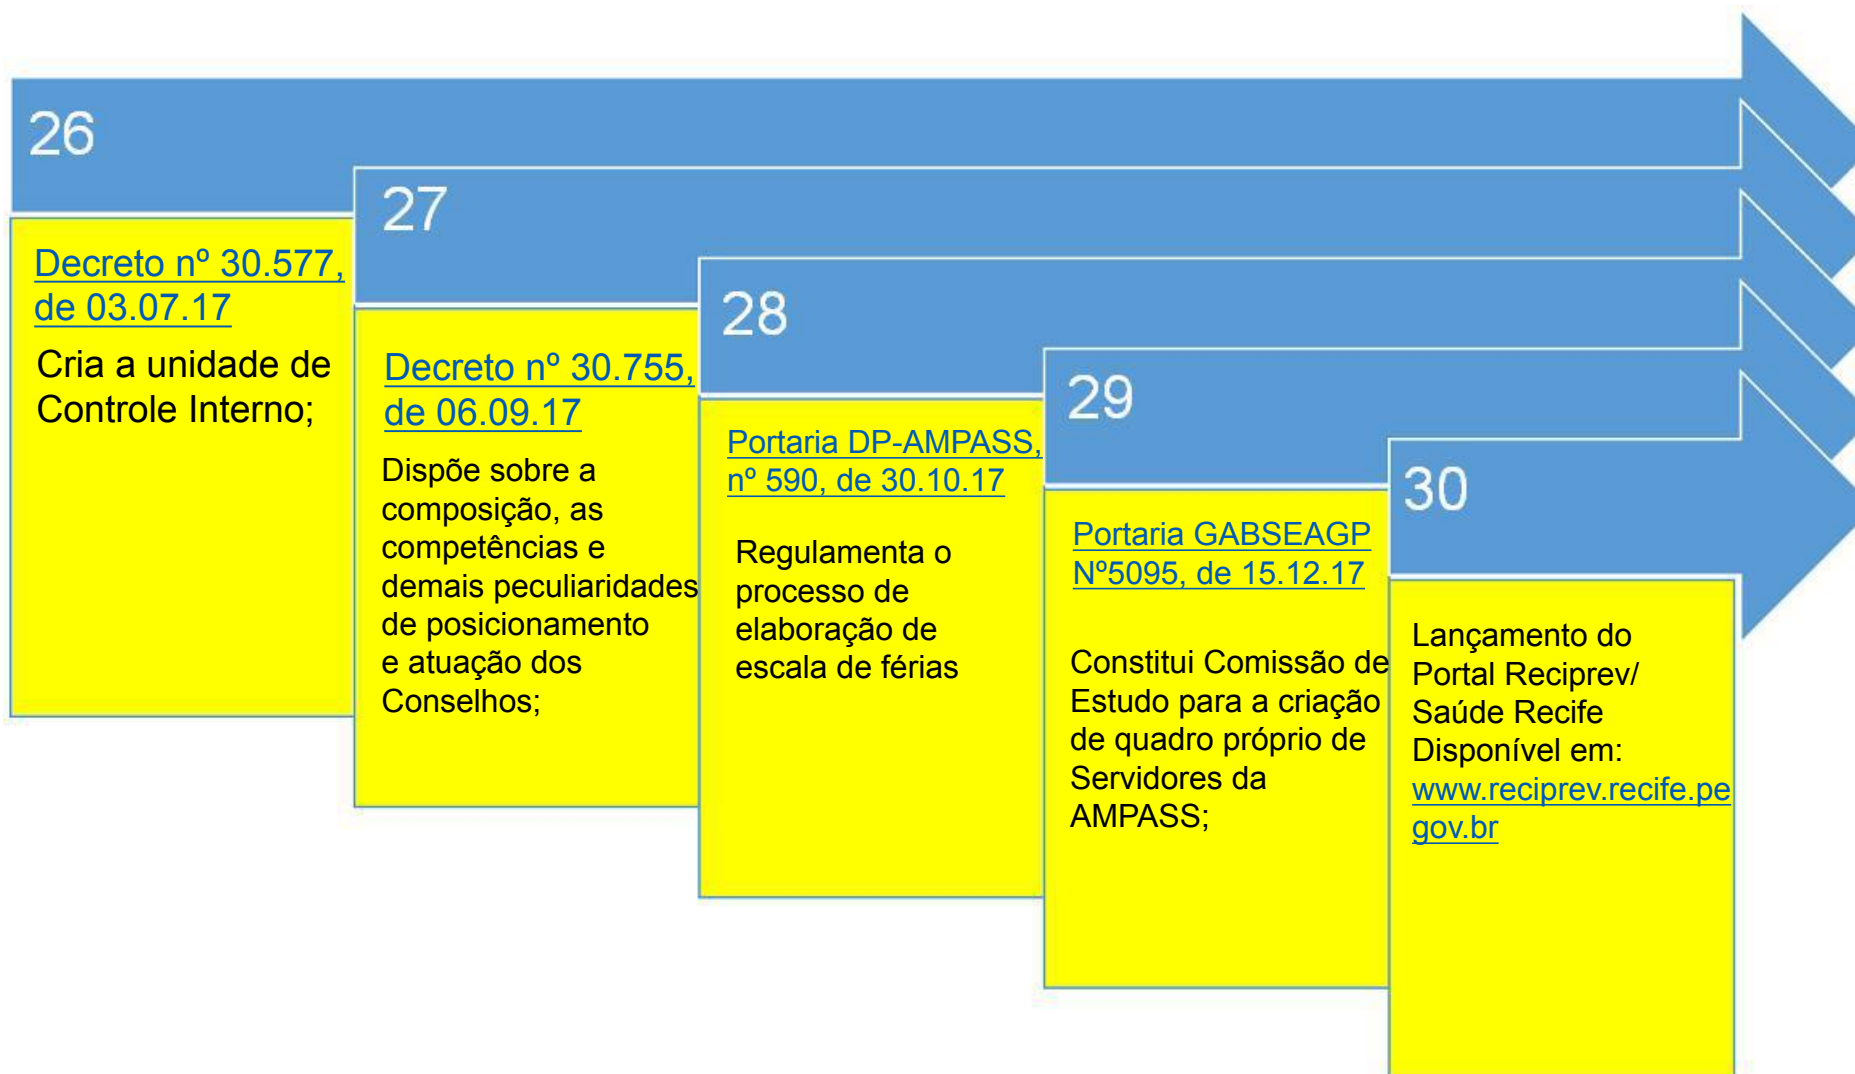 26
Decreto nº 30.577,
de 03.07.17
Cria a unidade de
Controle Interno;
27
Decreto nº 30.755,
de 06.09.17
Dispõe sobre a
composição, as
competências e
demais peculiaridades
de posicionamento
e atuação dos
Conselhos;
28
Portaria DP-AMPASS,
nº 590, de 30.10.17
Regulamenta o
processo de
elaboração de
escala de férias
29
Portaria GABSEAGP
Nº5095, de 15.12.17
Constitui Comissão de
Estudo para a criação
de quadro próprio de
Servidores da
AMPASS;
30
Lançamento do
Portal Reciprev/
Saúde Recife
Disponível em:
www.reciprev.recife.pe
gov.br